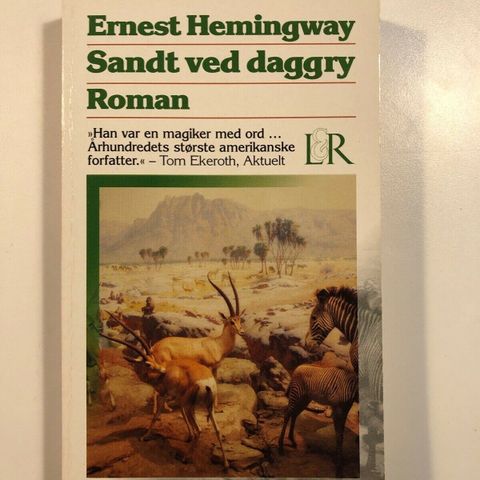 Ernest Hemingway
Sandt ved daggry
Roman
»Han var en magiker med ord ...
Århundredets største amerikanske
forfatter.« – Tom Ekeroth, Aktuelt
L&R